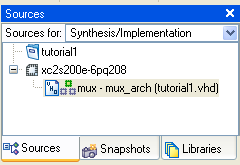 Sources
Sources for: Synthesis/Implementation
tutorial1
xc2s200e-6pq208
mux - mux_arch (tutorial1.vhd)
Sources Snapshots Libraries